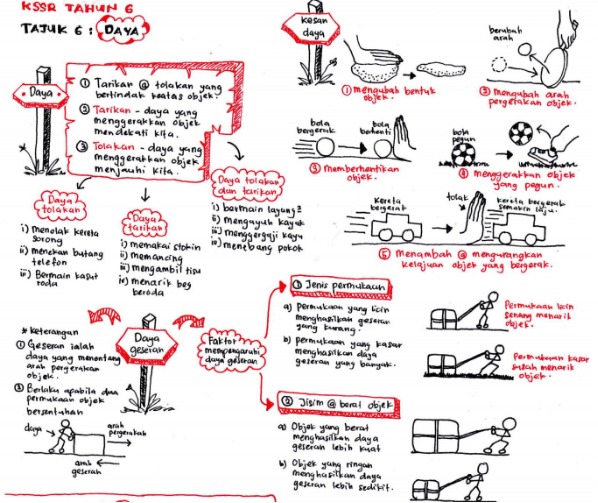 KSSR TAHUN 6
TAJUK 6 : DAYA
Daya
① Tarikan @ tolakan yang
bertindak keatas objek.
② Tarikan - daya yang
menggerakkan objek
mendekati kita.
③ Tolakan - daya yang
menggerakkan objek
menjauhi kita.
Daya
tolakan
i) menolak kereta
sorong
ii) menekan butang
telefon
iii) Bermain kasut
roda
Daya
tarikan
i) memakai stokin
ii) memancing
iii) mengambil tisu
iv) menarik beg
beroda
Daya tolakan
dan tarikan
i) bermain layang²
ii) mengayuh kayak
iii) menggergaji kayu
iv) menebang pokok
kesan
daya
① mengubah bentuk
objek.
berubah
arah
② mengubah arah
pergerakan objek.
bola
bergerak
bola
berhenti
③ memberhentikan
objek.
bola
pegun
④ menggerakkan objek
yang pegun.
kereta
bergerak
tolak
kereta bergerak
semakin laju.
⑤ Menambah @ mengurangkan
kelajuan objek yang bergerak.
Daya
geseran
* keterangan
① Geseran ialah
daya yang menentang
arah pergerakan
objek.
② Berlaku apabila dua
permukaan objek
bersentuhan
daya
arah
pergerakan
arah
geseran
Faktor
mempengaruhi
daya geseran
① Jenis permukaan
a) permukaan yang licin
menghasilkan geseran
yang kurang.
b) permukaan yang kasar
menghasilkan daya
geseran yang banyak.
Permukaan licin
senang menarik
objek.
Permukaan kasar
susah menarik
objek.
② Jisim @ berat objek
a) Objek yang berat
menghasilkan daya
geseran lebih kuat
b) Objek yang ringan
menghasilkan daya
geseran lebih sedikit.